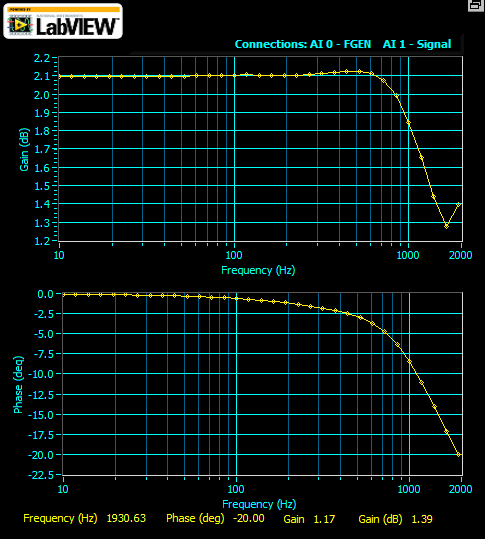 LabVIEW
Connections: AI 0 - FGEN AI 1 - Signal
Gain (dB)
2.2
2.1
2.0
1.9
1.8
1.7
1.6
1.5
1.4
1.3
1.2
10 100 1000 2000
Frequency (Hz)
Phase (deq)
0.0
-2.5
-5.0
-7.5
-10.0
-12.5
-15.0
-17.5
-20.0
-22.5
10 100 1000 2000
Frequency (Hz)
Frequency (Hz) 1930.63 Phase (deg) -20.00 Gain 1.17 Gain (dB) 1.39